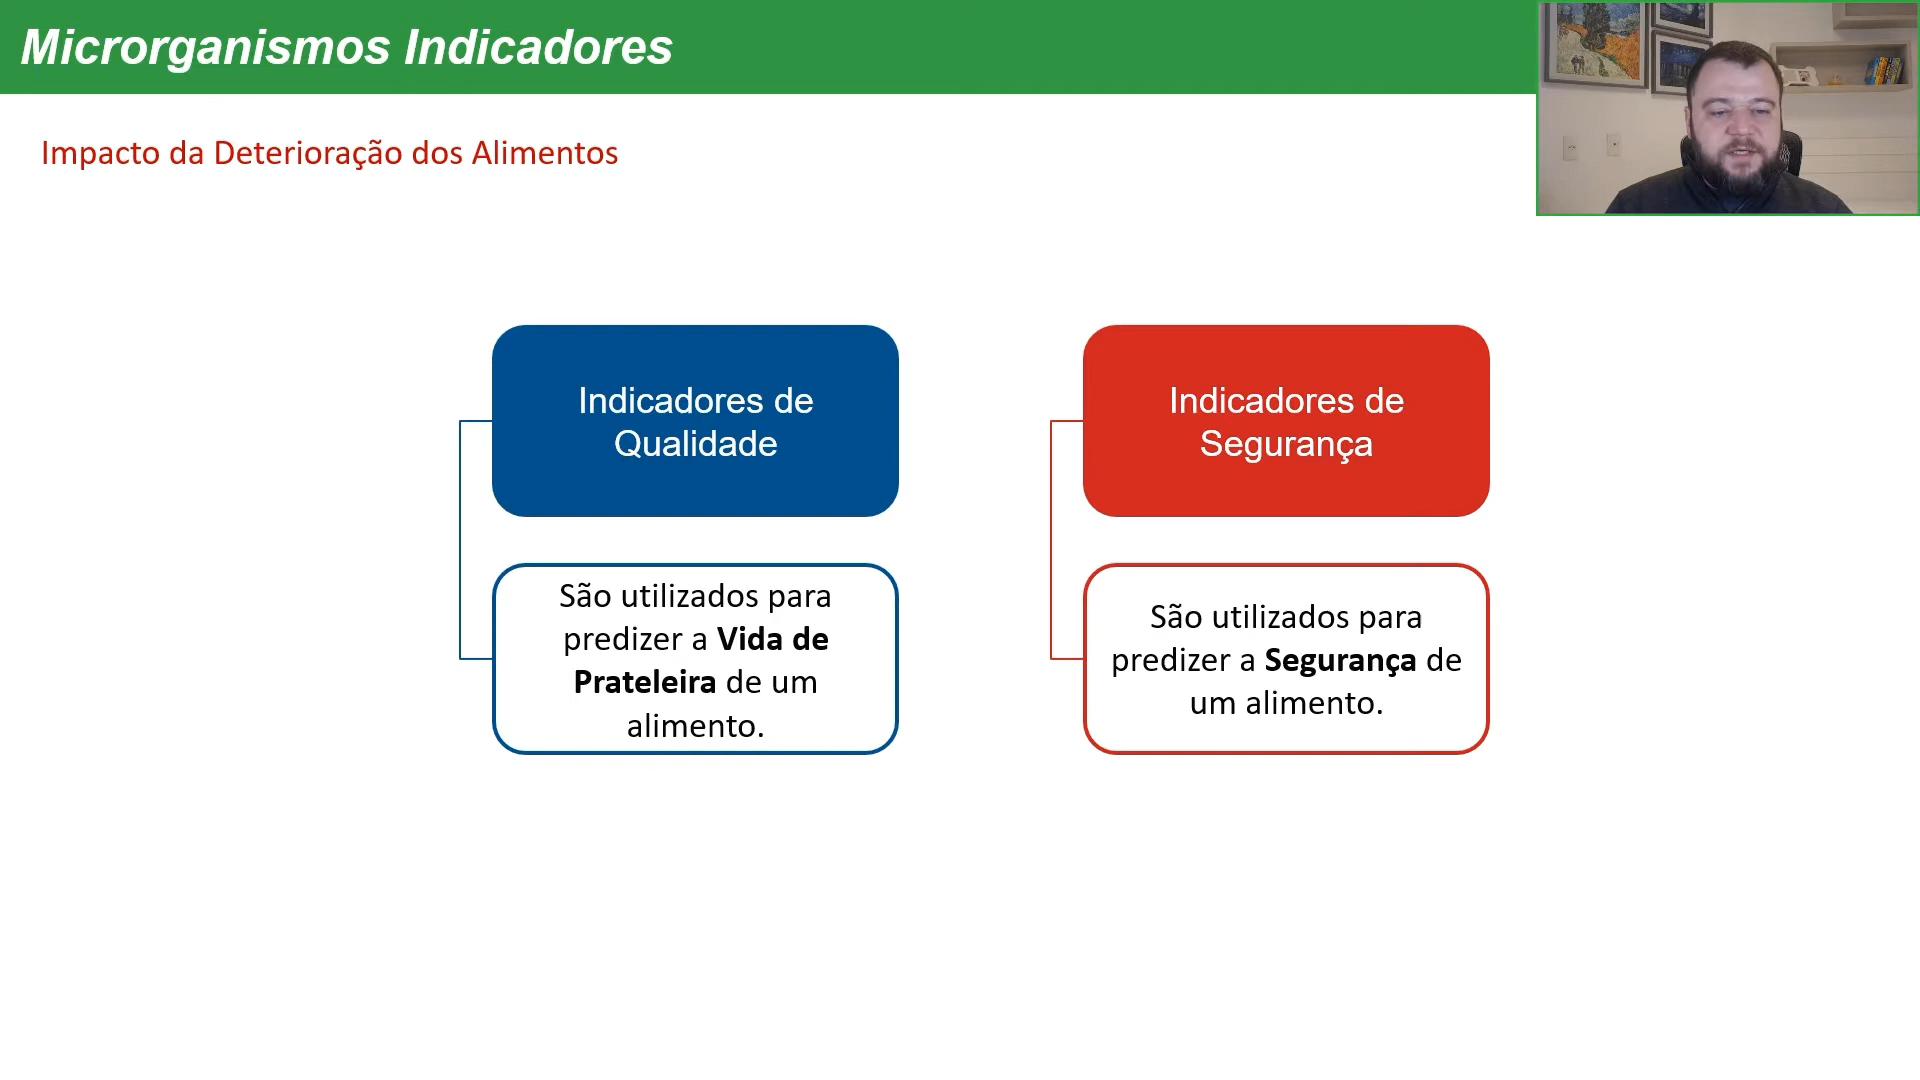 Microrganismos Indicadores
Impacto da Deterioração dos Alimentos
Indicadores de
Qualidade
São utilizados para
predizer a Vida de
Prateleira de um
alimento.
Indicadores de
Segurança
São utilizados para
predizer a Segurança de
um alimento.